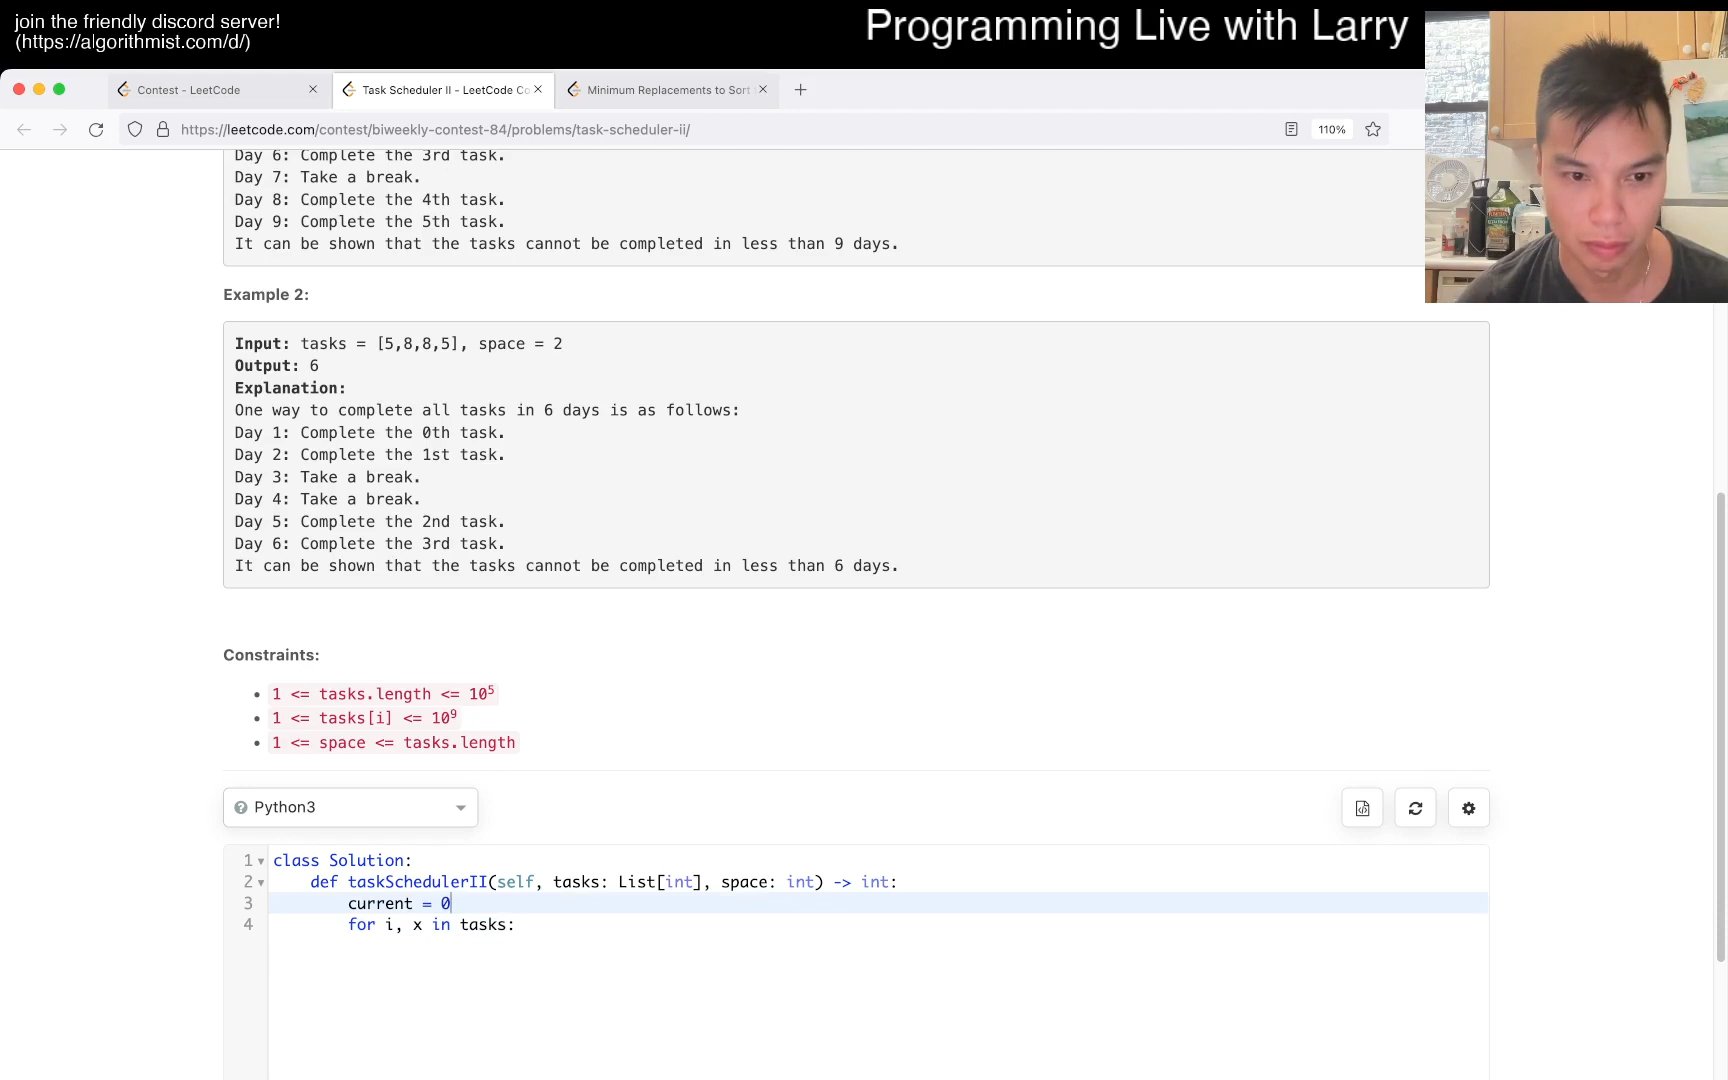 join the friendly discord server!
(https://algorithmist.com/d/)
Programming Live with Larry
Contest - LeetCode
Task Scheduler II - LeetCode Co
Minimum Replacements to Sort
https://leetcode.com/contest/biweekly-contest-84/problems/task-scheduler-ii/
110%
Day 6: Complete the 3rd task.
Day 7: Take a break.
Day 8: Complete the 4th task.
Day 9: Complete the 5th task.
It can be shown that the tasks cannot be completed in less than 9 days.
Example 2:
Input: tasks = [5,8,8,5], space = 2
Output: 6
Explanation:
One way to complete all tasks in 6 days is as follows:
Day 1: Complete the 0th task.
Day 2: Complete the 1st task.
Day 3: Take a break.
Day 4: Take a break.
Day 5: Complete the 2nd task.
Day 6: Complete the 3rd task.
It can be shown that the tasks cannot be completed in less than 6 days.
Constraints:
1 <= tasks.length <= 10^5
1 <= tasks[i] <= 10^9
1 <= space <= tasks.length
Python3
1 class Solution:
2 def taskSchedulerII(self, tasks: List[int], space: int) -> int:
3 current = 0
4 for i, x in tasks: